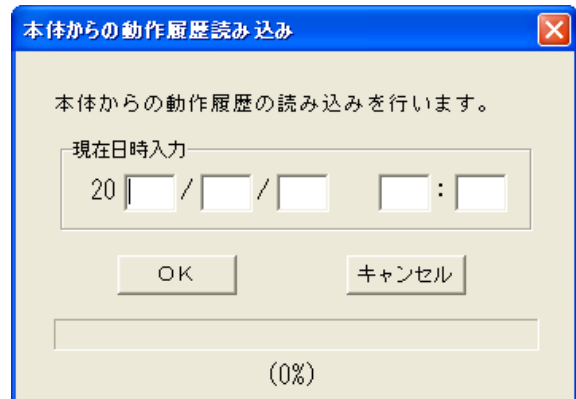 本体からの動作履歴読み込み
本体からの動作履歴の読み込みを行います。
現在日時入力
20 / / :
OK キャンセル
(0%)